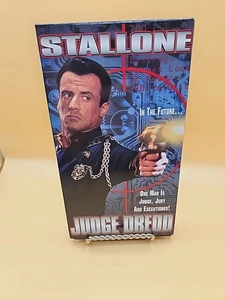 STALLONE
IN THE FUTURE...
ONE MAN IS
JUDGE, JURY
AND EXECUTIONER!
JUDGE DREDD